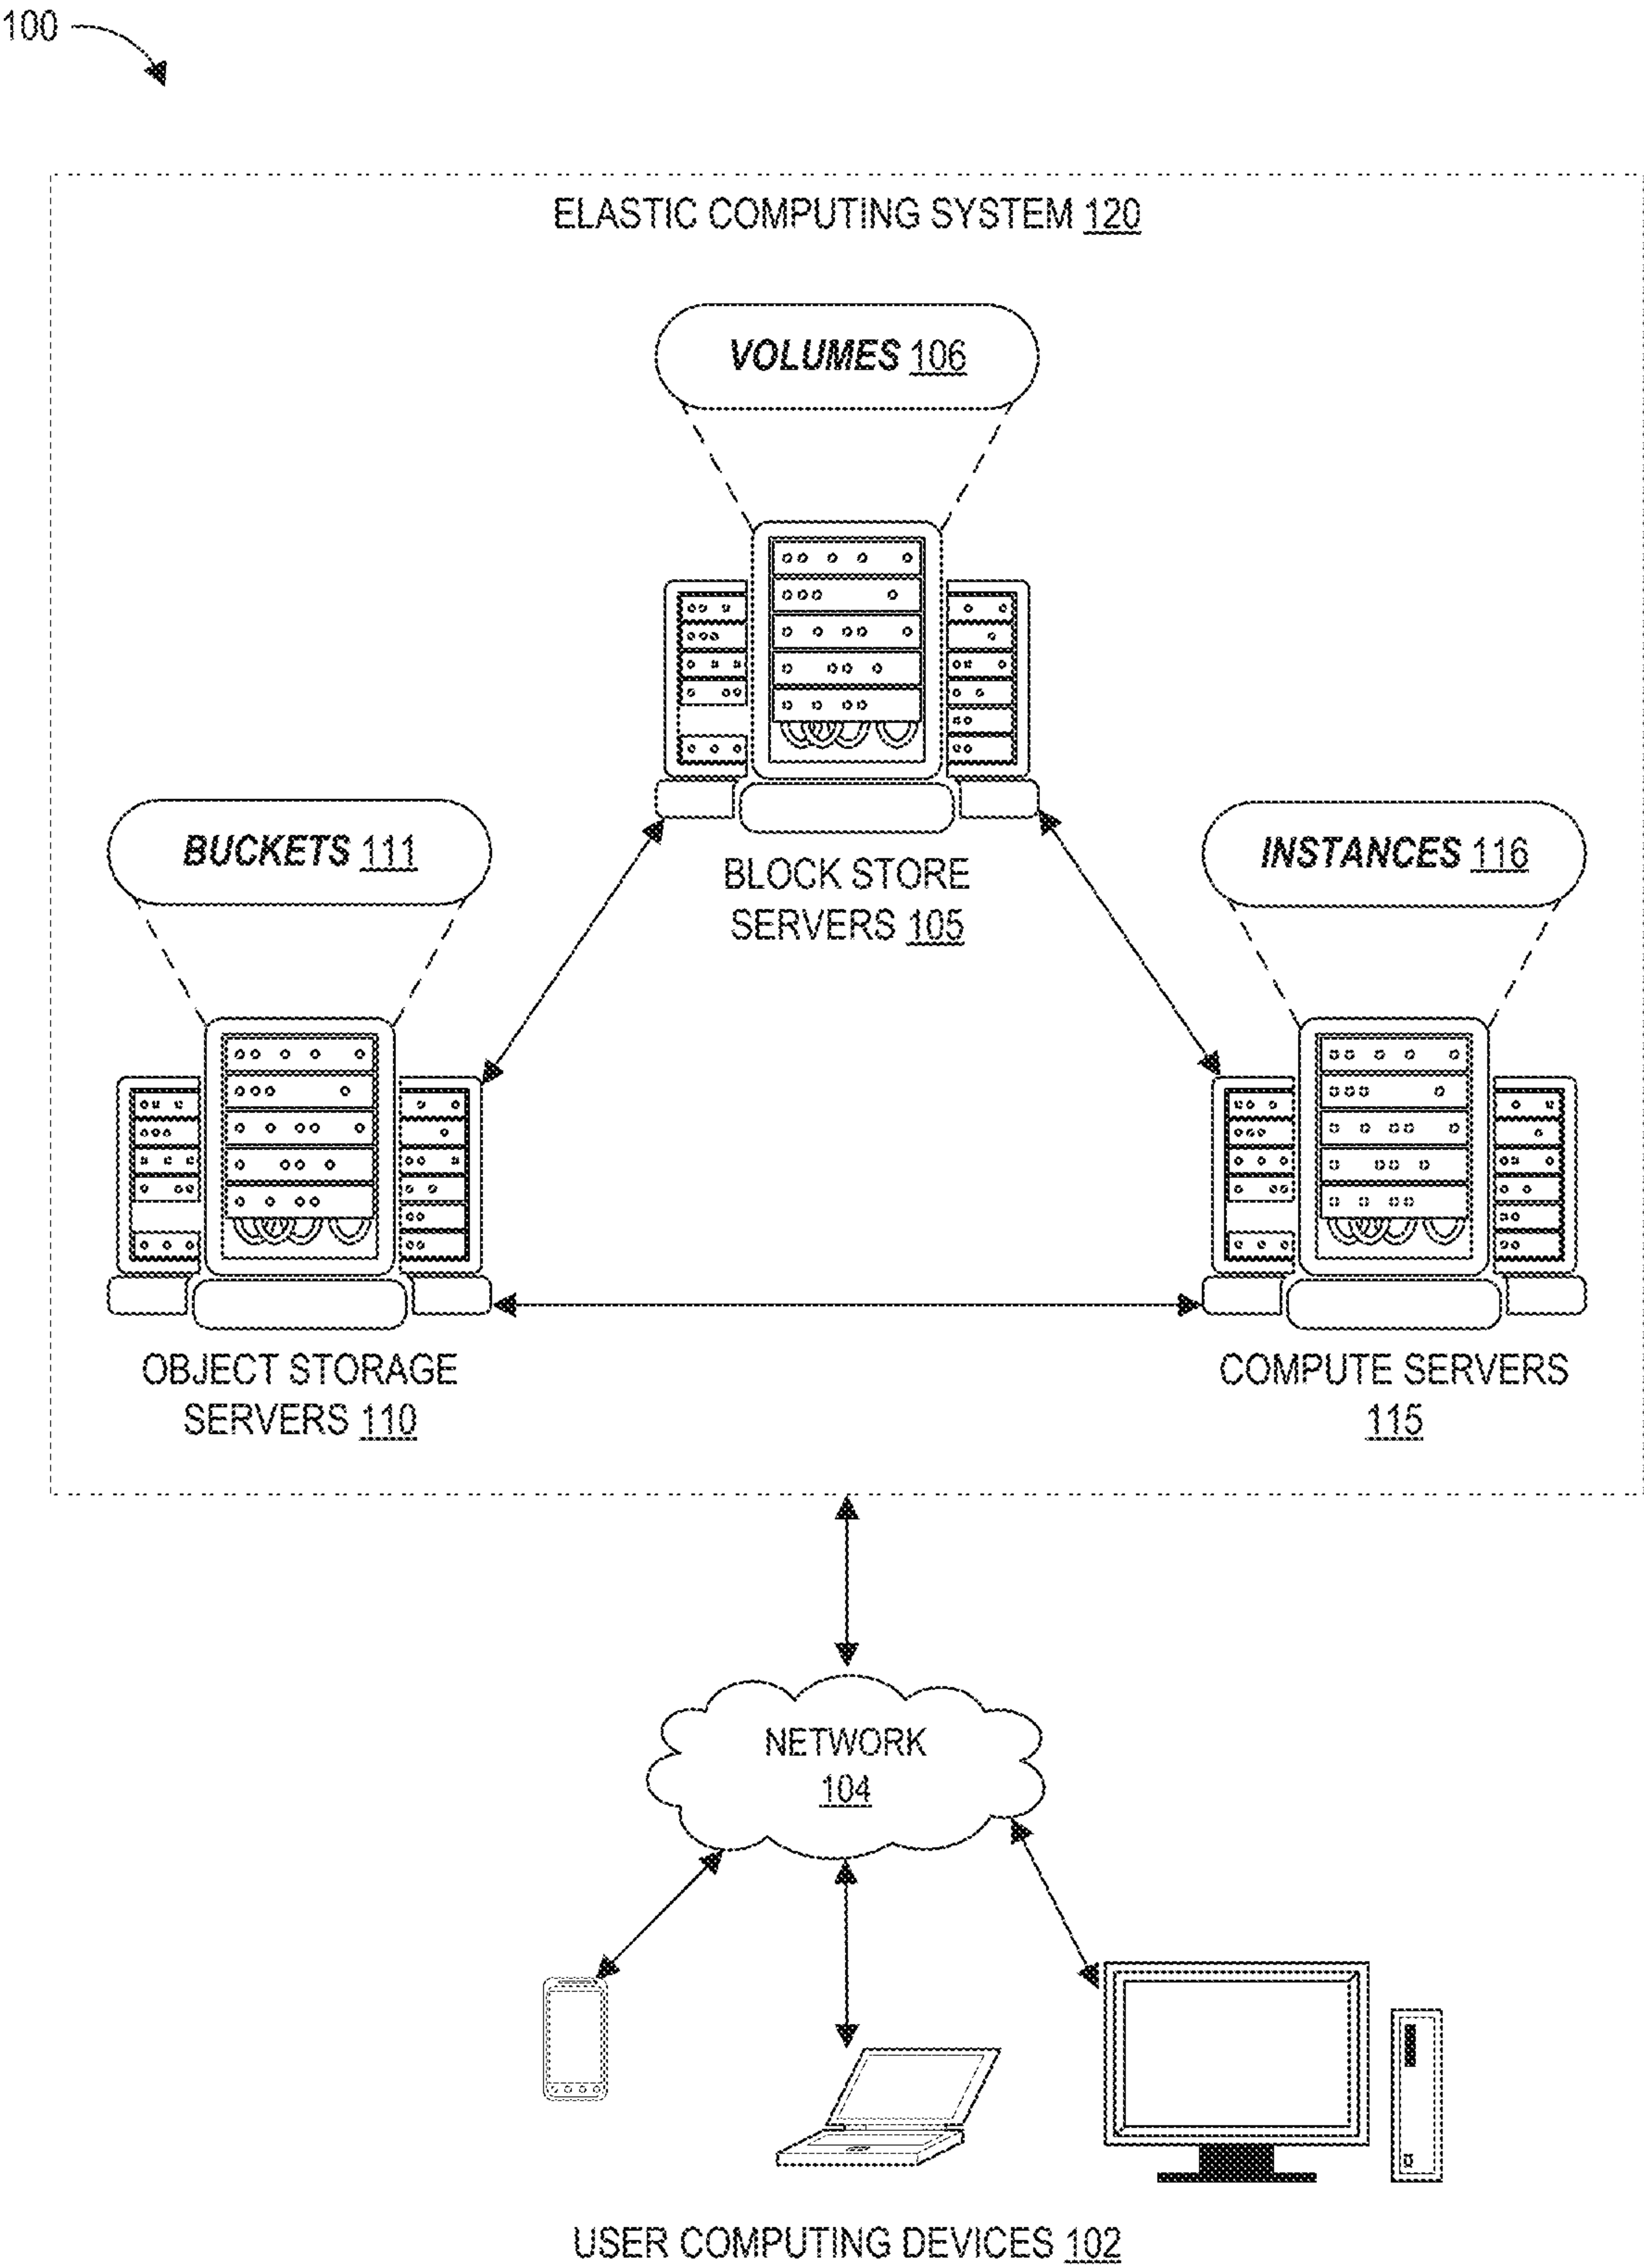 100
ELASTIC COMPUTING SYSTEM 120
VOLUMES 106
BLOCK STORE
SERVERS 105
BUCKETS 111
INSTANCES 116
OBJECT STORAGE
SERVERS 110
COMPUTE SERVERS
115
NETWORK
104
USER COMPUTING DEVICES 102